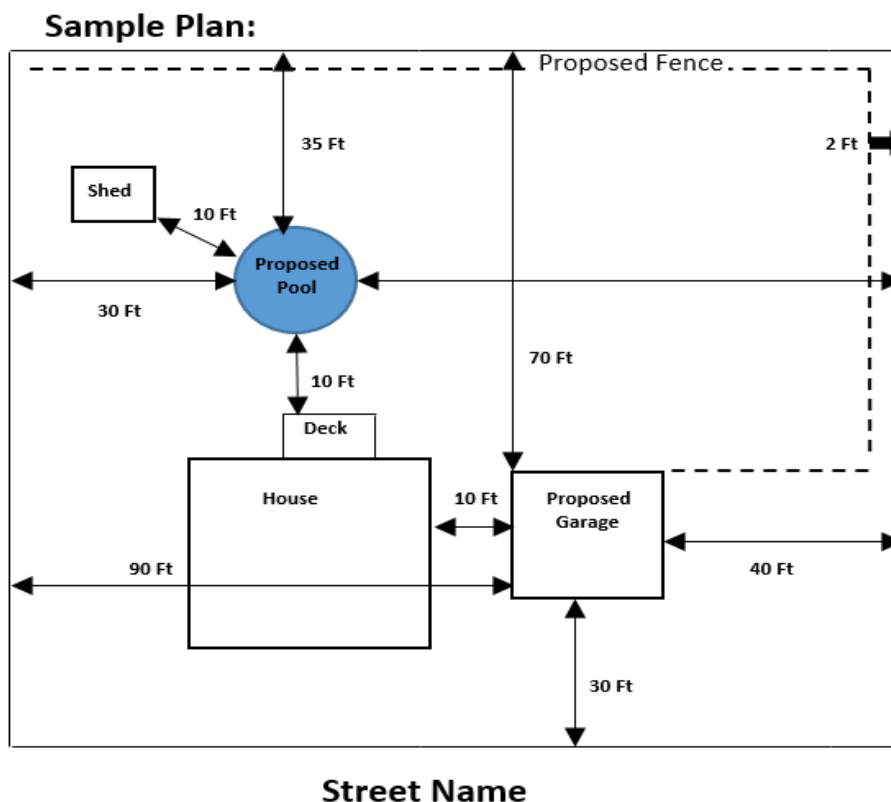 Sample Plan:
Proposed Fence
35 Ft
2 Ft
Shed
10 Ft
Proposed
Pool
30 Ft
70 Ft
10 Ft
Deck
House
10 Ft
Proposed
Garage
90 Ft
40 Ft
30 Ft
Street Name